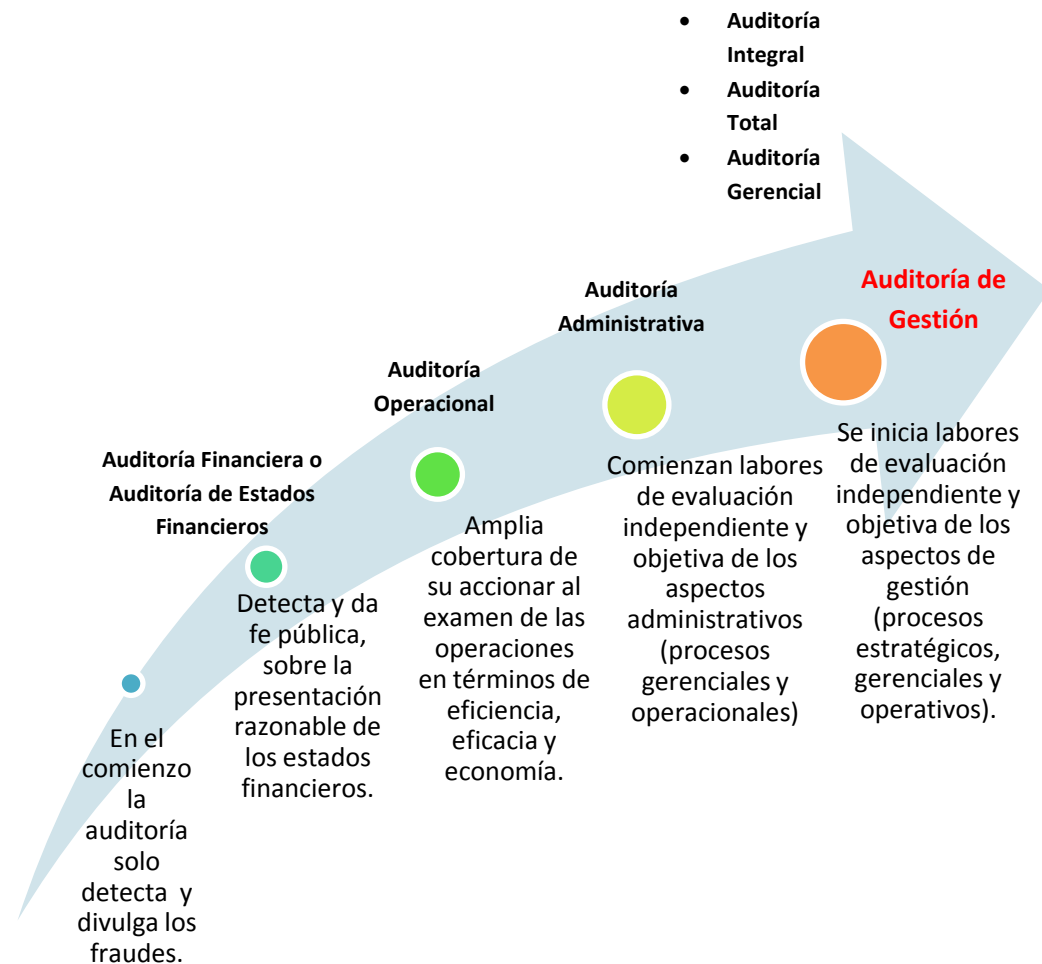 • Auditoría
Integral
• Auditoría
Total
• Auditoría
Gerencial
Auditoría de
Gestión
Auditoría
Administrativa
Auditoría
Operacional
Auditoría Financiera o
Auditoría de Estados
Financieros
En el
comienzo
la
auditoría
solo
detecta y
divulga los
fraudes.
Detecta y da
fe pública,
sobre la
presentación
razonable de
los estados
financieros.
Amplia
cobertura de
su accionar al
examen de las
operaciones
en términos de
eficiencia,
eficacia y
economía.
Comienzan labores
de evaluación
independiente y
objetiva de los
aspectos
administrativos
(procesos
gerenciales y
operacionales)
Se inicia labores
de evaluación
independiente y
objetiva de los
aspectos de
gestión
(procesos
estratégicos,
gerenciales y
operativos).